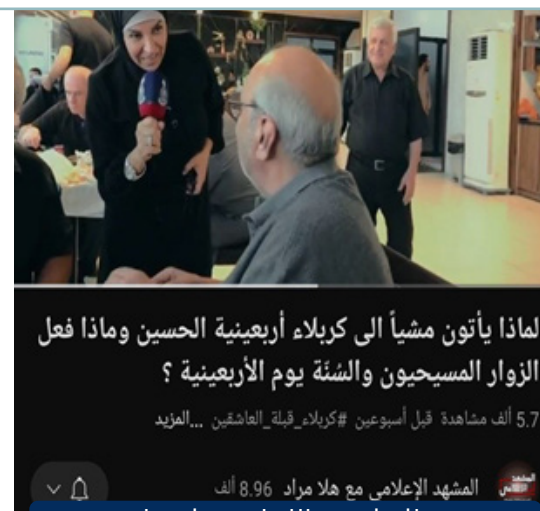 لماذا يأتون مشياً الى كربلاء أربعينية الحسين وماذا فعل
الزوار المسيحيون والسُنّة يوم الأربعينية ؟
5.7 ألف مشاهدة قبل أسبوعين #كربلاء_قبلة_العاشقين ...المزيد
المشهد الإعلامي مع هلا مراد 8.96 ألف